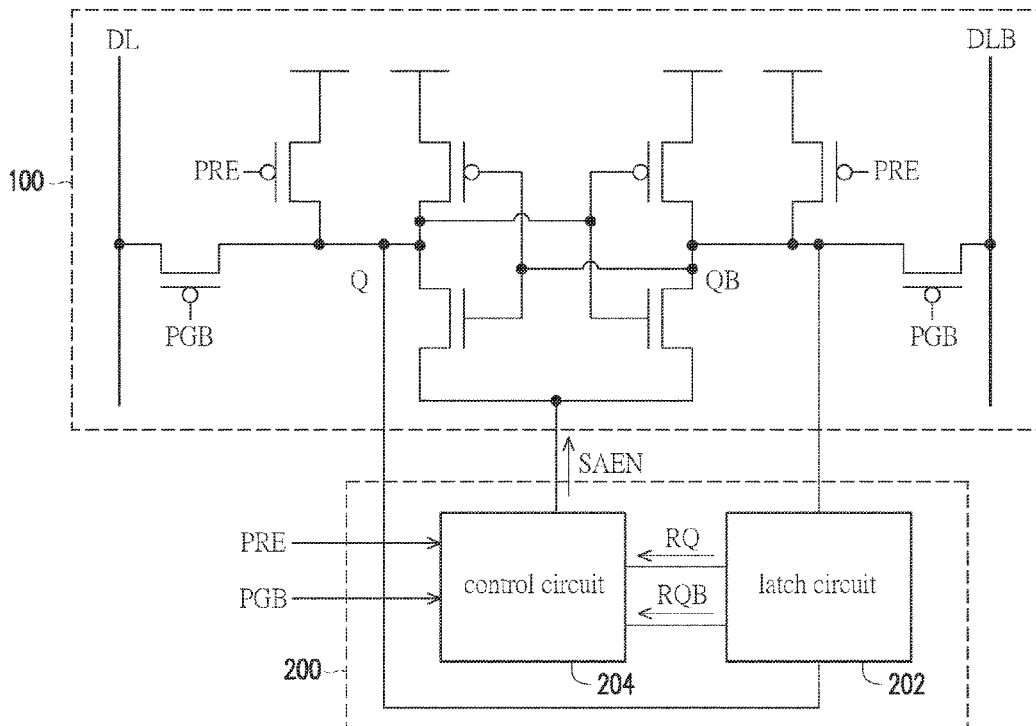 DL
DLB
100
PRE
PRE
Q
QB
PGB
PGB
SAEN
PRE
RQ
control circuit
latch circuit
PGB
RQB
200
204
202